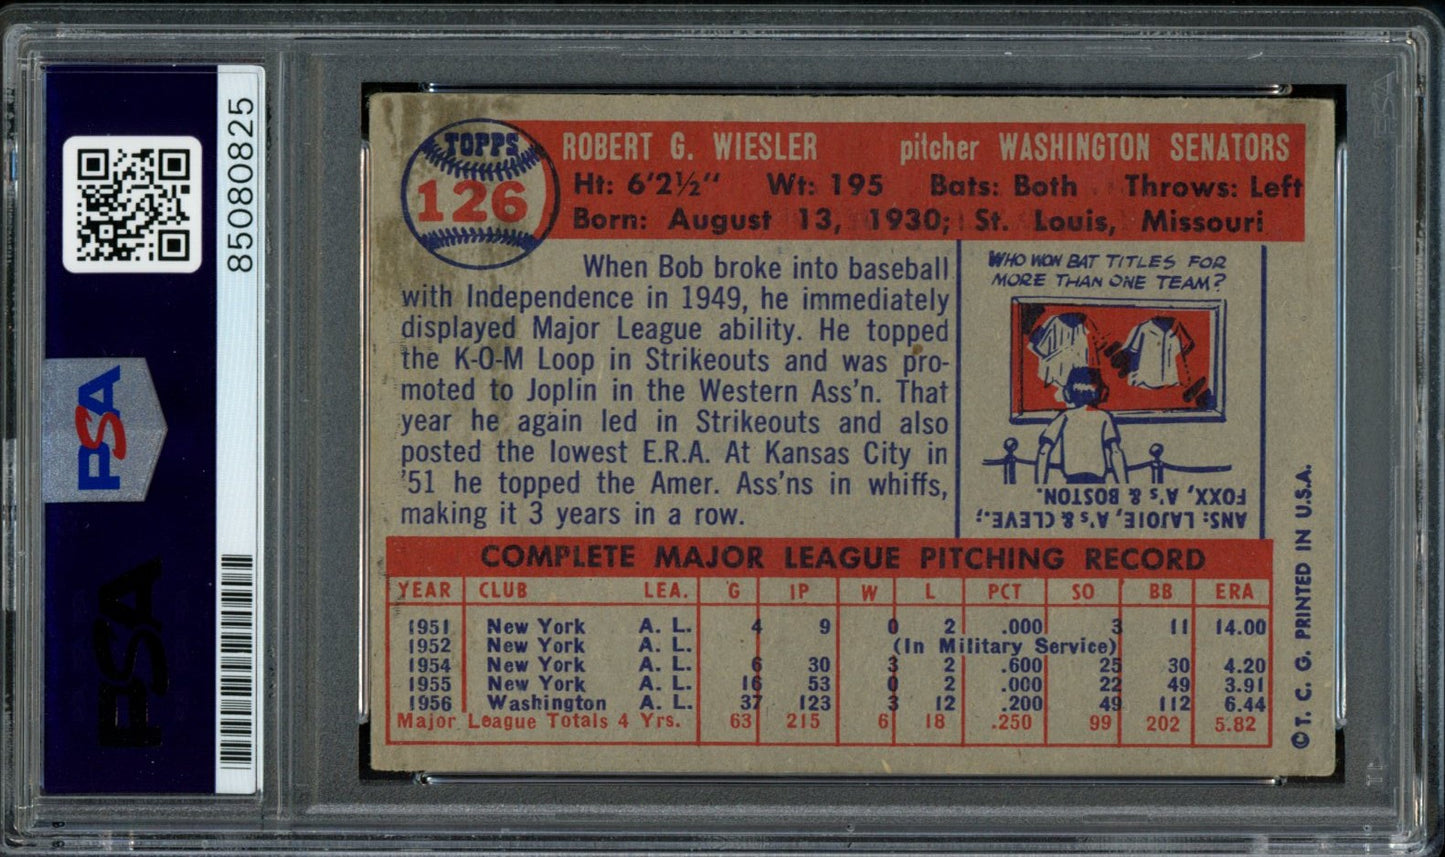 85080825
PSA
PSA
TOPPS
126
ROBERT G. WIESLER pitcher WASHINGTON SENATORS
Ht: 6'2½" Wt: 195 Bats: Both Throws: Left
Born: August 13, 1930; St. Louis, Missouri
When Bob broke into baseball
with Independence in 1949, he immediately
displayed Major League ability. He topped
the K-O-M Loop in Strikeouts and was pro-
moted to Joplin in the Western Ass'n. That
year he again led in Strikeouts and also
posted the lowest E.R.A. At Kansas City in
'51 he topped the Amer. Ass'ns in whiffs,
making it 3 years in a row.
WHO WON BAT TITLES FOR
MORE THAN ONE TEAM?
ANS: LAJOIE, A's & CLEVE.;
FOXX, A's & BOSTON.
COMPLETE MAJOR LEAGUE PITCHING RECORD
YEAR CLUB LEA. G IP W L PCT SO BB ERA
1951 New York A. L. 4 9 0 2 .000 3 11 14.00
1952 New York A. L. (In Military Service)
1954 New York A. L. 6 30 3 2 .600 25 30 4.20
1955 New York A. L. 16 53 0 2 .000 22 49 3.91
1956 Washington A. L. 37 123 3 12 .200 49 112 6.44
Major League Totals 4 Yrs. 63 215 6 18 .250 99 202 5.82
©T. C. G. PRINTED IN U.S.A.